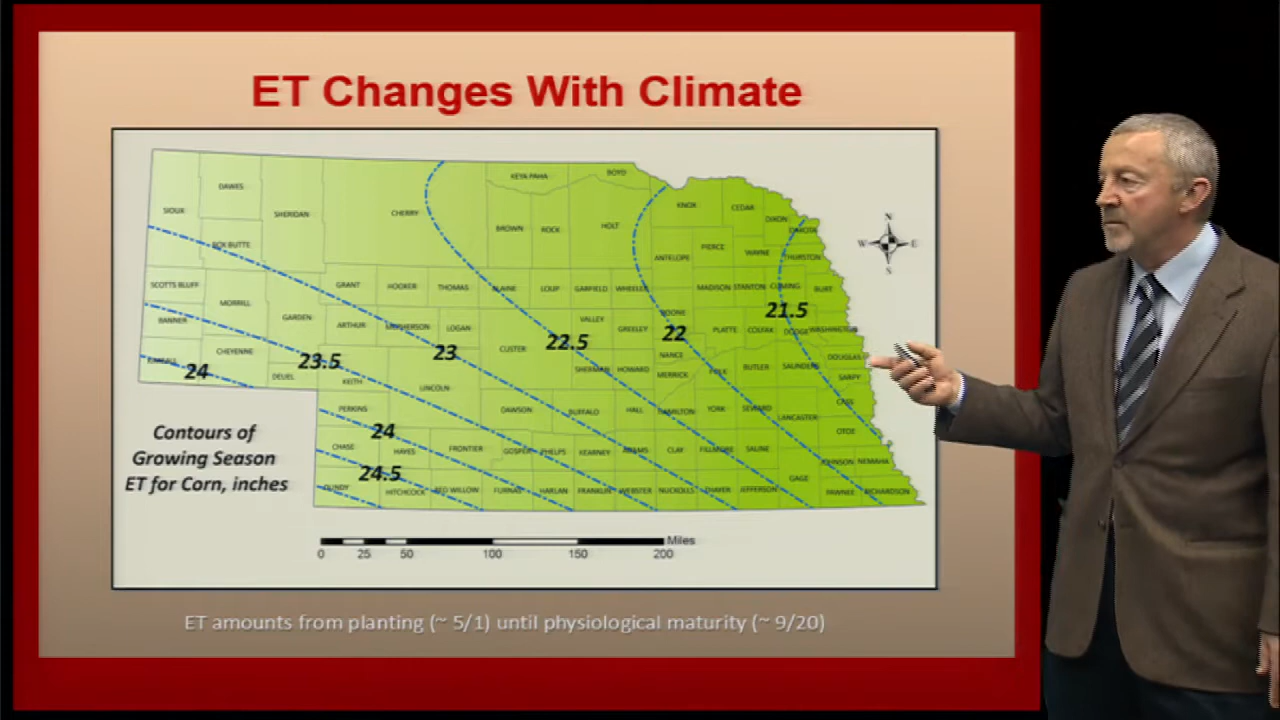 ET Changes With Climate
KEYA PAHA
BOYD
DAWES
SIOUX
SHERIDAN
CHERRY
KNOX
CEDAR
DIXON
DAKOTA
BROWN
ROCK
HOLT
N
W E
S
BOX BUTTE
ANTELOPE
PIERCE
WAYNE
THURSTON
SCOTTS BLUFF
GRANT
HOOKER
THOMAS
BLAINE
LOUP
GARFIELD
WHEELER
MADISON
STANTON
CUMING
BURT
MORRILL
BANNER
GARDEN
ARTHUR
MCPHERSON
LOGAN
VALLEY
GREELEY
BOONE
PLATTE
COLFAX
DODGE
WASHINGTON
21.5
22
22.5
23
23.5
24
KIMBALL
CHEYENNE
DEUEL
KEITH
LINCOLN
CUSTER
SHERMAN
HOWARD
NANCE
MERRICK
POLK
BUTLER
SAUNDERS
DOUGLAS
SARPY
CASS
PERKINS
DAWSON
BUFFALO
HALL
HAMILTON
YORK
SEWARD
LANCASTER
OTOE
24
CHASE
HAYES
FRONTIER
GOSPER
PHELPS
KEARNEY
ADAMS
CLAY
FILLMORE
SALINE
JOHNSON
NEMAHA
24.5
DUNDY
HITCHCOCK
RED WILLOW
FURNAS
HARLAN
FRANKLIN
WEBSTER
NUCKOLLS
THAYER
JEFFERSON
GAGE
PAWNEE
RICHARDSON
Contours of
Growing Season
ET for Corn, inches
Miles
0 25 50 100 150 200
ET amounts from planting (~ 5/1) until physiological maturity (~ 9/20)